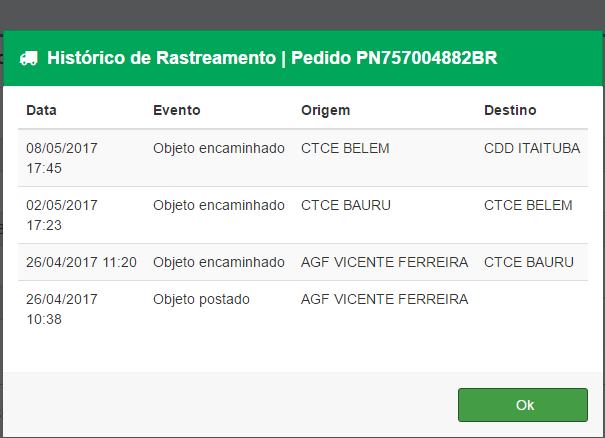 Histórico de Rastreamento | Pedido PN757004882BR
Data Evento Origem Destino
08/05/2017 Objeto encaminhado CTCE BELEM CDD ITAITUBA
17:45
02/05/2017 Objeto encaminhado CTCE BAURU CTCE BELEM
17:23
26/04/2017 11:20 Objeto encaminhado AGF VICENTE FERREIRA CTCE BAURU
26/04/2017 Objeto postado AGF VICENTE FERREIRA
10:38
Ok